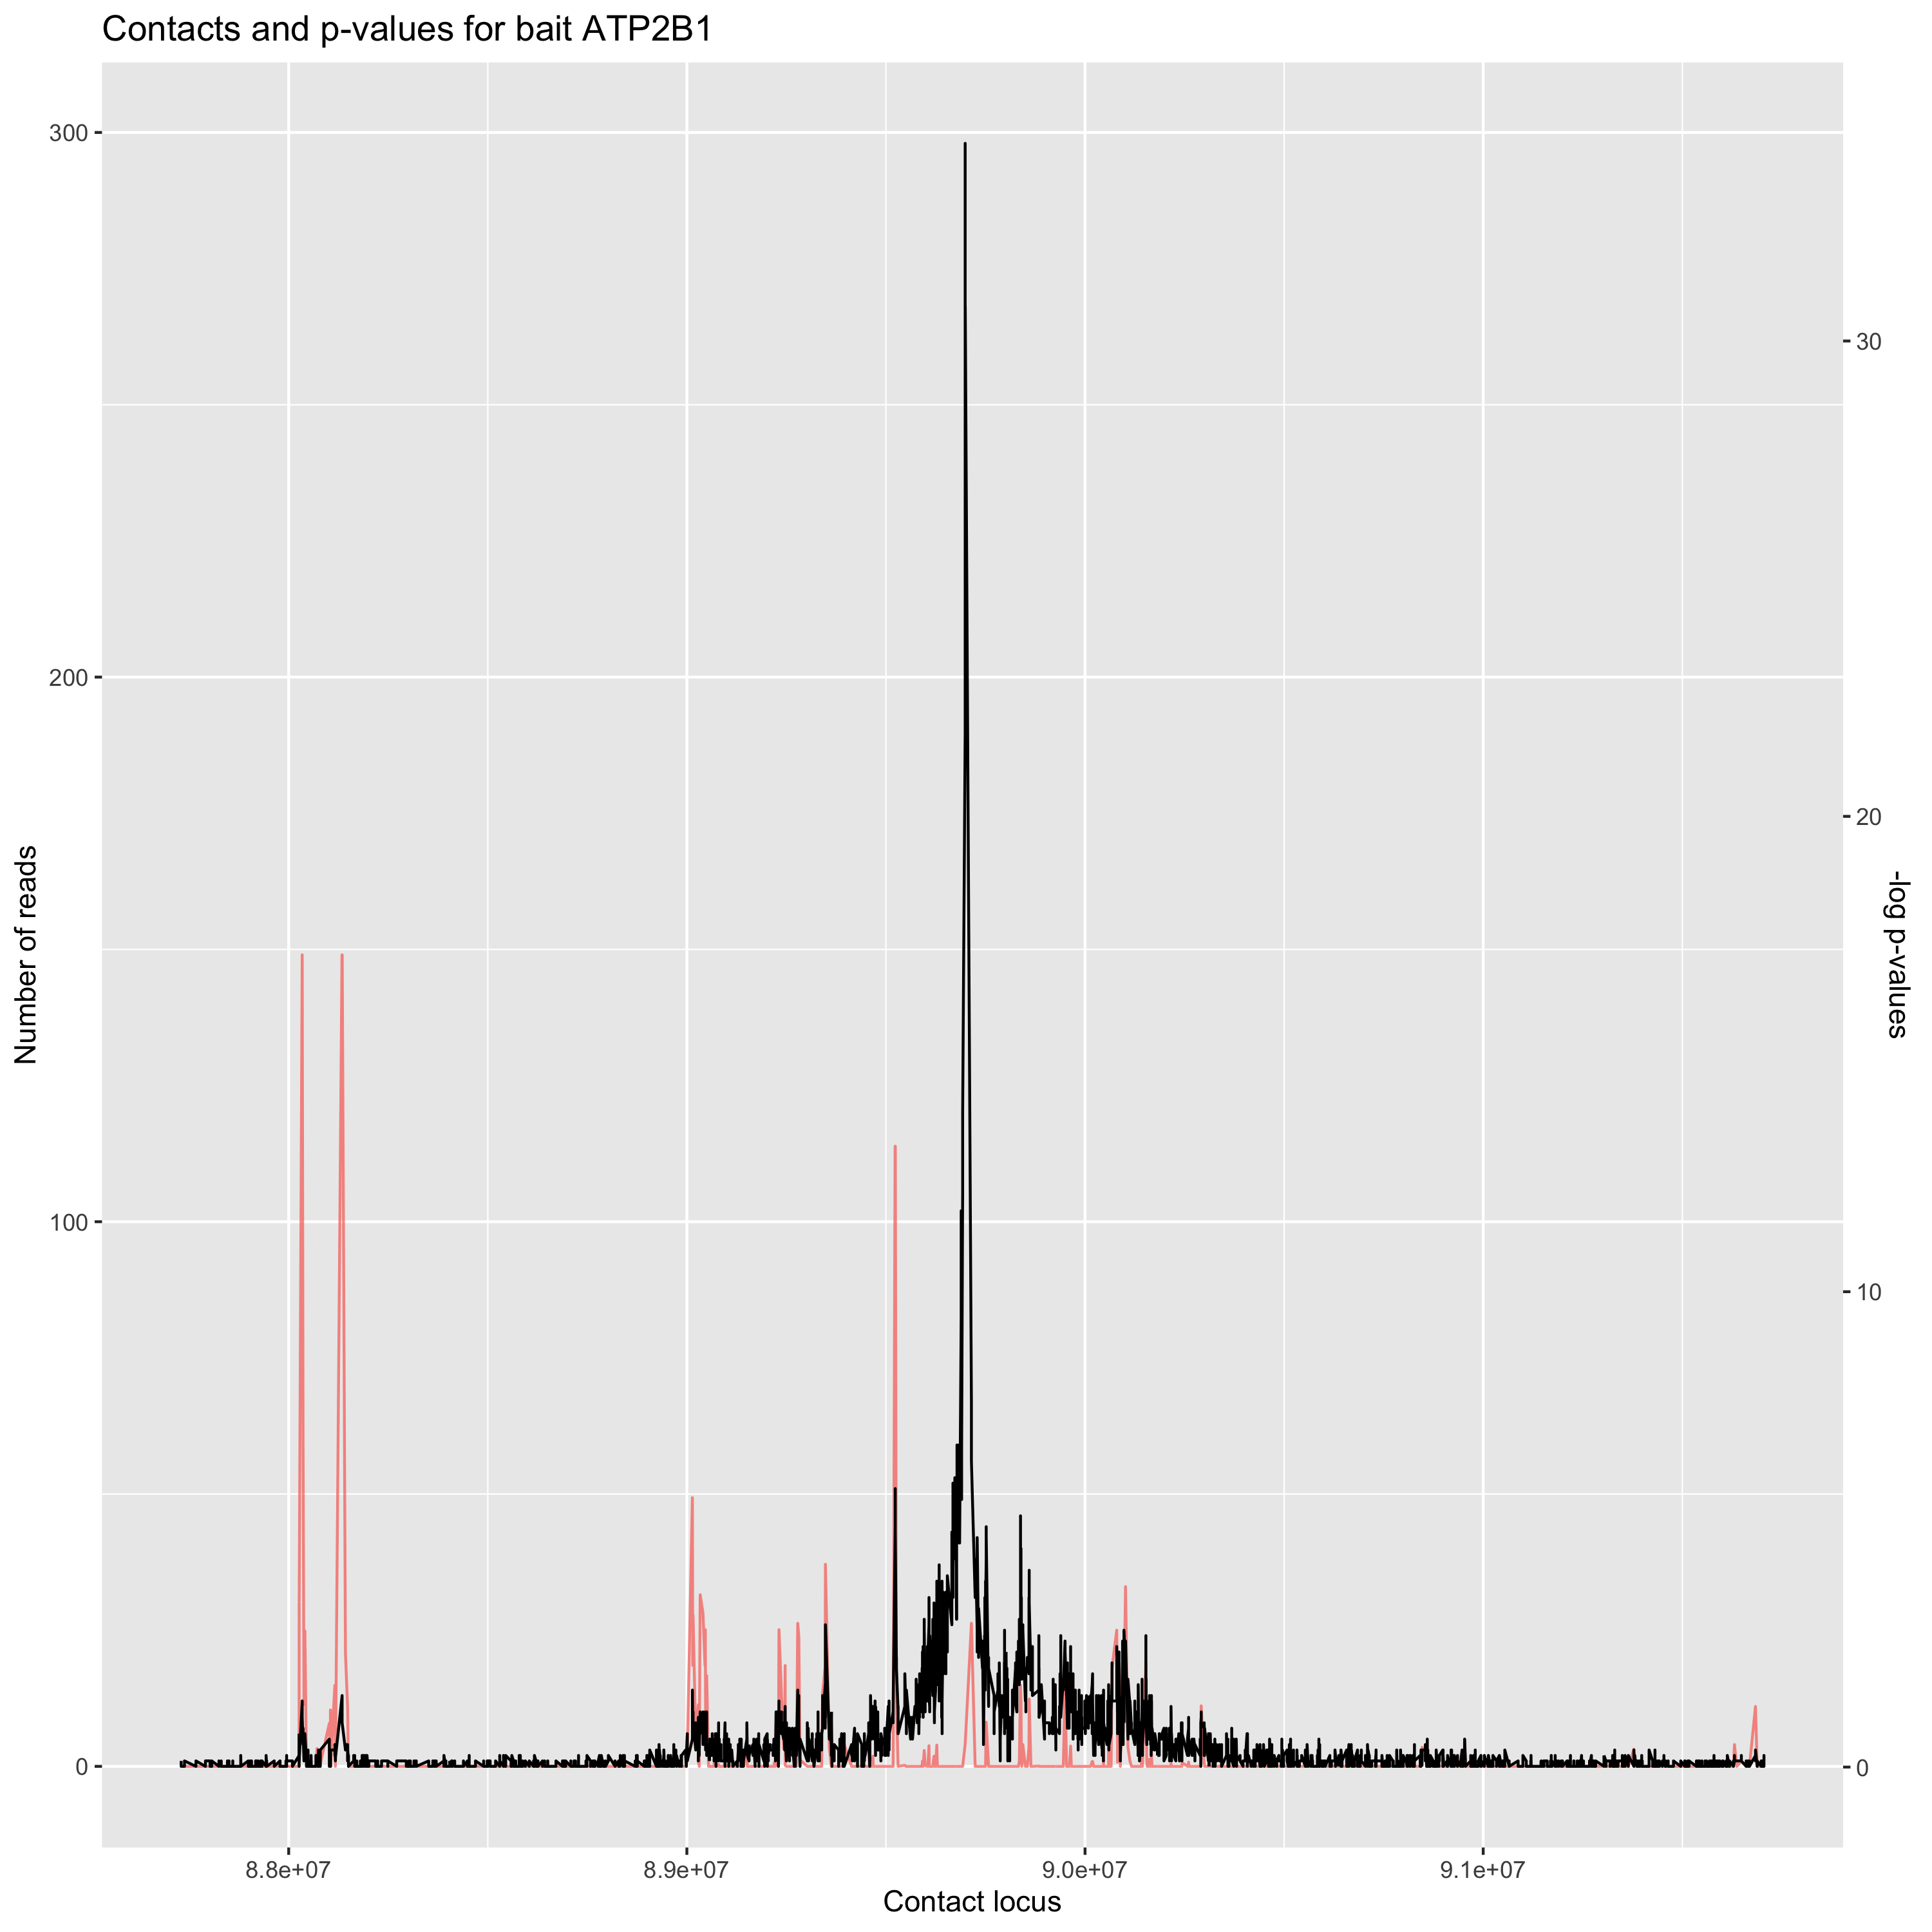 Contacts and p-values for bait ATP2B1
300
200
100
0
Number of reads
30
20
10
0
-log p-values
8.8e+07
8.9e+07
9.0e+07
9.1e+07
Contact locus